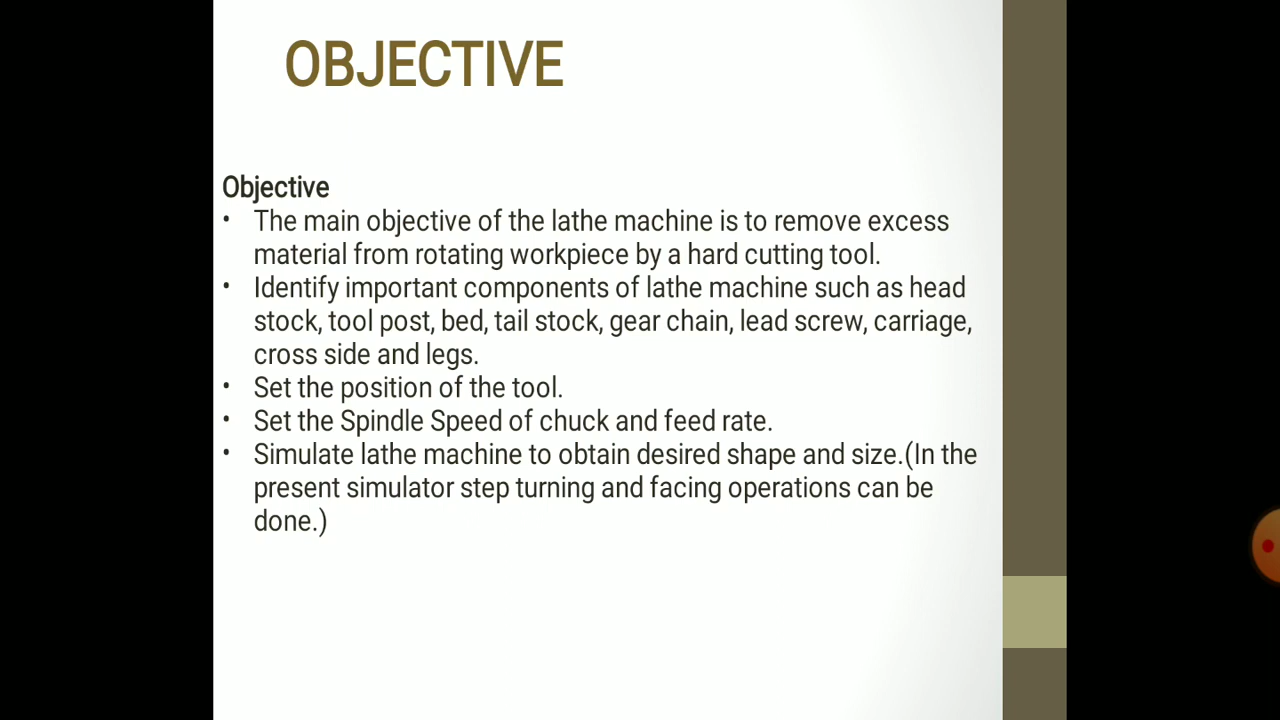 OBJECTIVE
Objective
• The main objective of the lathe machine is to remove excess
material from rotating workpiece by a hard cutting tool.
• Identify important components of lathe machine such as head
stock, tool post, bed, tail stock, gear chain, lead screw, carriage,
cross side and legs.
• Set the position of the tool.
• Set the Spindle Speed of chuck and feed rate.
• Simulate lathe machine to obtain desired shape and size.(In the
present simulator step turning and facing operations can be
done.)